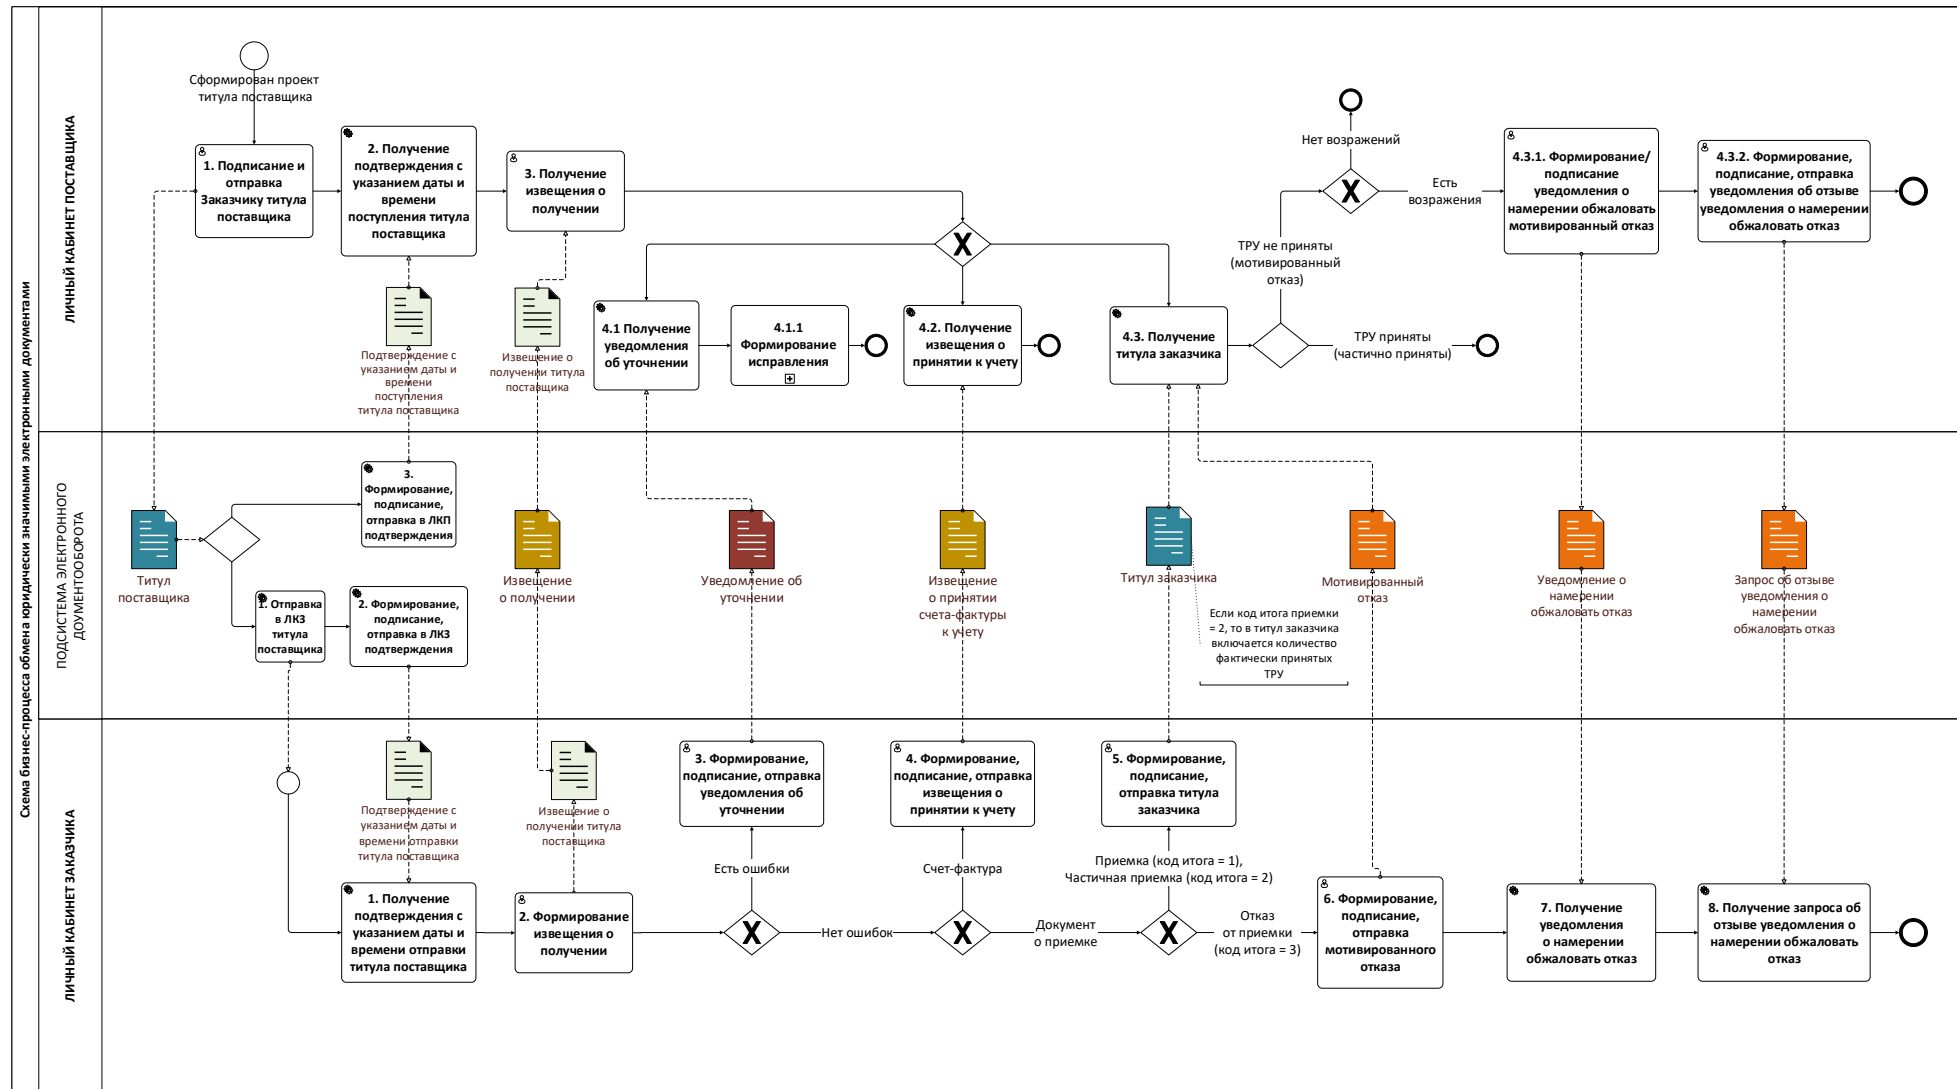 Схема бизнес-процесса обмена юридически значимыми электронными документами
ЛИЧНЫЙ КАБИНЕТ ПОСТАВЩИКА
Сформирован проект
титула поставщика
1. Подписание и
отправка
Заказчику титула
поставщика
2. Получение
подтверждения с
указанием даты и
времени
поступления титула
поставщика
3. Получение
извещения о
получении
Подтверждение с
указанием даты и
времени
поступления
титула поставщика
Извещение о
получении титула
поставщика
4.1 Получение
уведомления
об уточнении
4.1.1
Формирование
исправления
4.2. Получение
извещения о
принятии к учету
4.3. Получение
титула заказчика
ТРУ не приняты
(мотивированный
отказ)
ТРУ приняты
(частично приняты)
Нет возражений
Есть
возражения
4.3.1. Формирование/
подписание
уведомления о
намерении обжаловать
мотивированный отказ
4.3.2. Формирование,
подписание, отправка
уведомления об отзыве
уведомления о намерении
обжаловать отказ
ПОДСИСТЕМА ЭЛЕКТРОННОГО
ДОУМЕНТООБОРОТА
Титул
поставщика
3.
Формирование,
подписание,
отправка в ЛКП
подтверждения
1. Отправка
в ЛКЗ
титула
поставщика
2. Формирование,
подписание,
отправка в ЛКЗ
подтверждения
Извещение
о получении
Уведомление об
уточнении
Извещение
о принятии
счета-фактуры
к учету
Титул заказчика
Если код итога приемки
= 2, то в титул заказчика
включается количество
фактически принятых
ТРУ
Мотивированный
отказ
Уведомление о
намерении
обжаловать отказ
Запрос об отзыве
уведомления о
намерении
обжаловать отказ
ЛИЧНЫЙ КАБИНЕТ ЗАКАЗЧИКА
Подтверждение с
указанием даты и
времени отправки
титула поставщика
Извещение о
получении титула
поставщика
1. Получение
подтверждения с
указанием даты и
времени отправки
титула поставщика
2. Формирование
извещения о
получении
3. Формирование,
подписание, отправка
уведомления об
уточнении
Есть ошибки
Нет ошибок
4. Формирование,
подписание, отправка
извещения о
принятии к учету
Счет-фактура
Документ
о приемке
5. Формирование,
подписание,
отправка титула
заказчика
Приемка (код итога = 1),
Частичная приемка (код итога = 2)
Отказ
от приемки
(код итога = 3)
6. Формирование,
подписание,
отправка
мотивированного
отказа
7. Получение
уведомления
о намерении
обжаловать отказ
8. Получение запроса об
отзыве уведомления о
намерении обжаловать
отказ